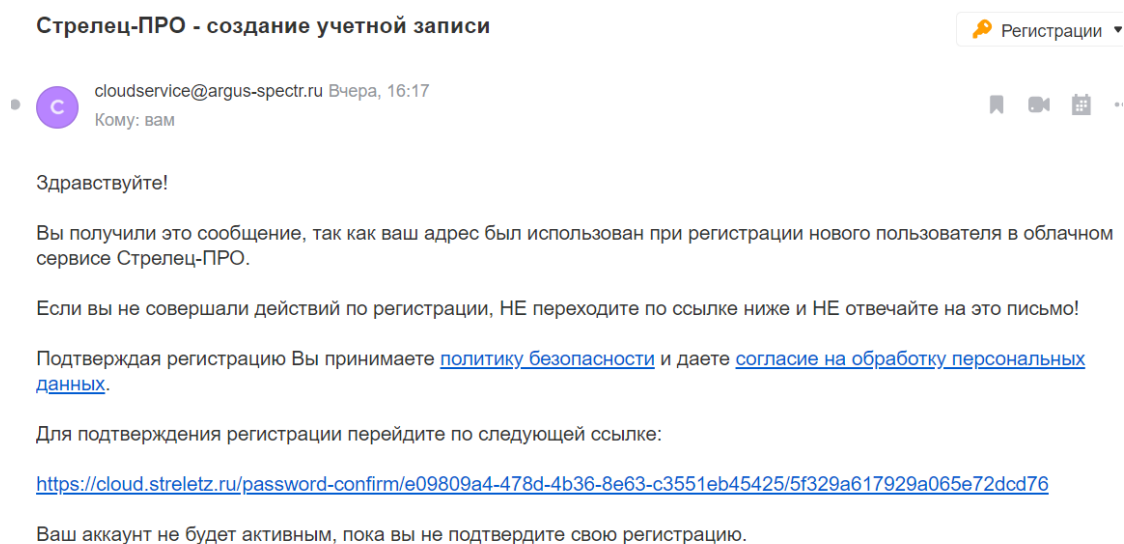 Стрелец-ПРО - создание учетной записи
Регистрации
С
cloudservice@argus-spectr.ru Вчера, 16:17
Кому: вам
Здравствуйте!
Вы получили это сообщение, так как ваш адрес был использован при регистрации нового пользователя в облачном
сервисе Стрелец-ПРО.
Если вы не совершали действий по регистрации, НЕ переходите по ссылке ниже и НЕ отвечайте на это письмо!
Подтверждая регистрацию Вы принимаете политику безопасности и даете согласие на обработку персональных
данных.
Для подтверждения регистрации перейдите по следующей ссылке:
https://cloud.streletz.ru/password-confirm/e09809a4-478d-4b36-8e63-c3551eb45425/5f329a617929a065e72dcd76
Ваш аккаунт не будет активным, пока вы не подтвердите свою регистрацию.